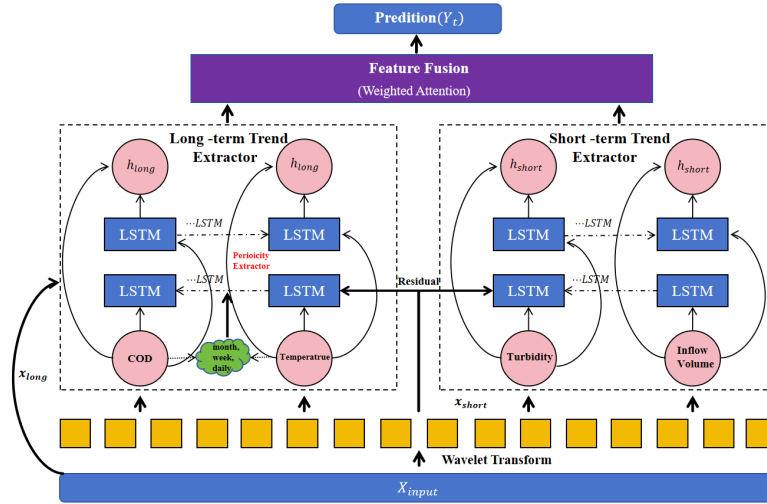 Predition(Y_t)
Feature Fusion
(Weighted Attention)
Long -term Trend
Extractor
Short -term Trend
Extractor
h_long
h_long
h_short
h_short
···LSTM
···LSTM
LSTM
LSTM
LSTM
LSTM
Perioicity
Extractor
···LSTM
Residual
···LSTM
LSTM
LSTM
LSTM
LSTM
COD
month,
week,
daily.
Temperatrue
Turbidity
Inflow
Volume
x_long
x_short
Wavelet Transform
X_input